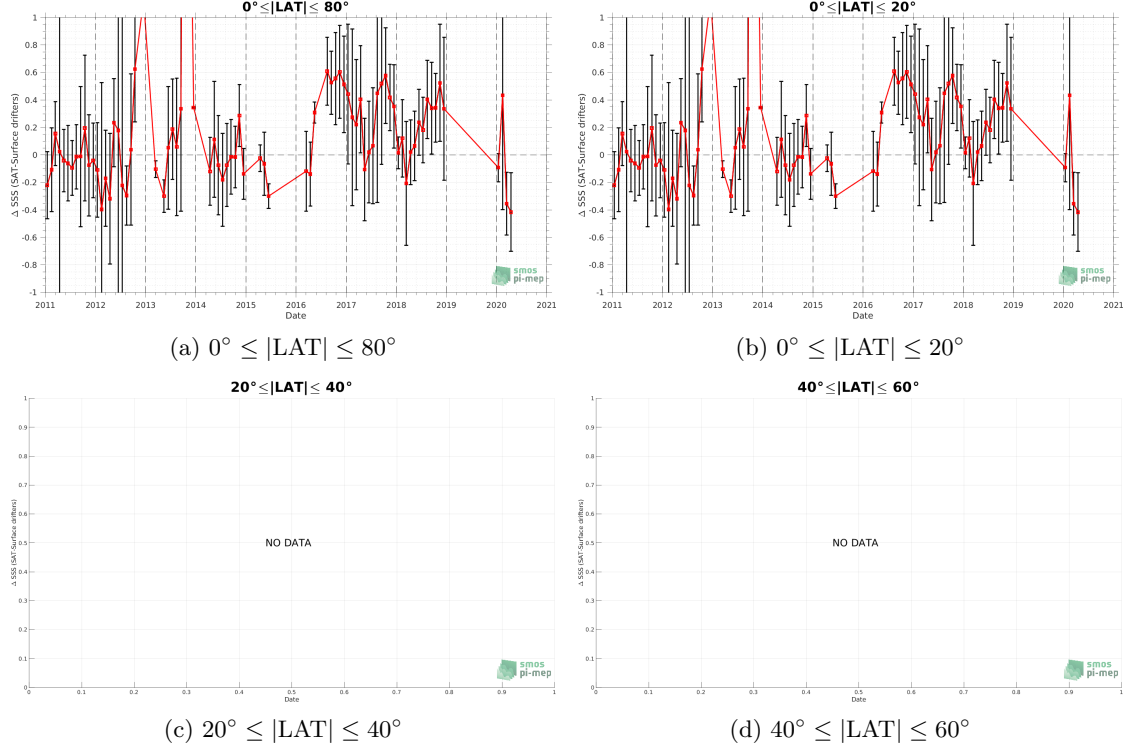 0°≤|LAT|≤ 80°
1
0.8
0.6
0.4
0.2
0
-0.2
-0.4
-0.6
-0.8
-1
Δ SSS (SAT-Surface drifters)
2011 2012 2013 2014 2015 2016 2017 2018 2019 2020 2021
Date
smos
pi-mep
(a) 0° ≤ |LAT| ≤ 80°
0°≤|LAT|≤ 20°
1
0.8
0.6
0.4
0.2
0
-0.2
-0.4
-0.6
-0.8
-1
Δ SSS (SAT-Surface drifters)
2011 2012 2013 2014 2015 2016 2017 2018 2019 2020 2021
Date
smos
pi-mep
(b) 0° ≤ |LAT| ≤ 20°
20°≤|LAT|≤ 40°
1
0.9
0.8
0.7
0.6
0.5
0.4
0.3
0.2
0.1
0
Δ SSS (SAT-Surface drifters)
NO DATA
0 0.1 0.2 0.3 0.4 0.5 0.6 0.7 0.8 0.9 1
Date
smos
pi-mep
(c) 20° ≤ |LAT| ≤ 40°
40°≤|LAT|≤ 60°
1
0.9
0.8
0.7
0.6
0.5
0.4
0.3
0.2
0.1
0
Δ SSS (SAT-Surface drifters)
NO DATA
0 0.1 0.2 0.3 0.4 0.5 0.6 0.7 0.8 0.9 1
Date
smos
pi-mep
(d) 40° ≤ |LAT| ≤ 60°